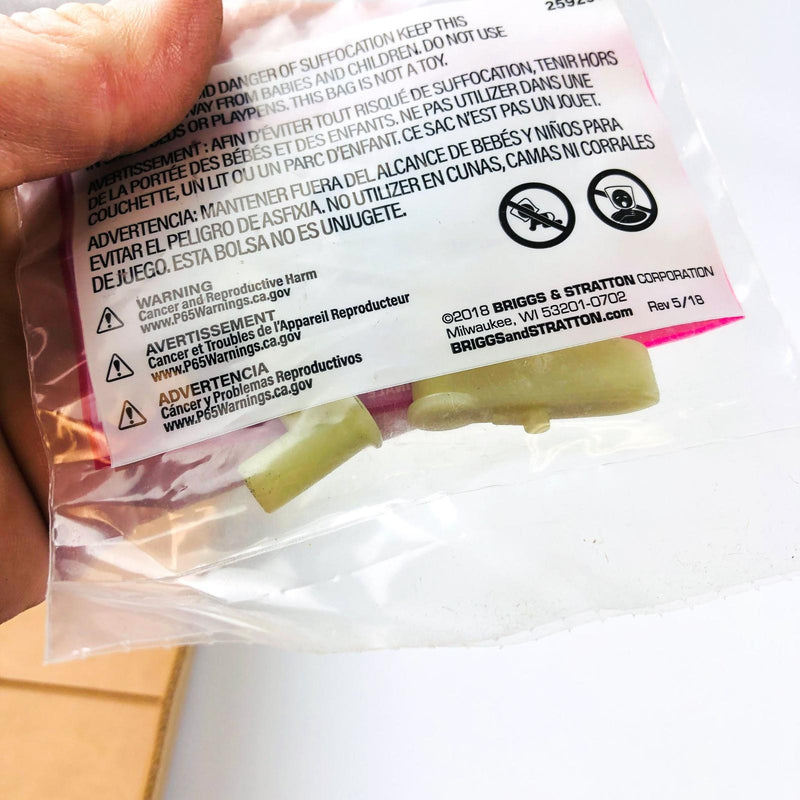 DANGER OF SUFFOCATION KEEP THIS
FROM BABIES AND CHILDREN. DO NOT USE
OR PLAYPENS. THIS BAG IS NOT A TOY.
AVERTISSEMENT : AFIN D'ÉVITER TOUT RISQUÉ DE SUFFOCATION, TENIR HORS
DE LA PORTÉE DES BÉBÉS ET DES ENFANTS. NE PAS UTILIZER DANS UNE
COUCHETTE, UN LIT OU UN PARC D'ENFANT. CE SAC N'EST PAS UN JOUET.
ADVERTENCIA: MANTENER FUERA DEL ALCANCE DE BEBÉS Y NIÑOS PARA
EVITAR EL PELIGRO DE ASFIXIA. NO UTILIZER EN CUNAS, CAMAS NI CORRALES
DE JUEGO. ESTA BOLSA NO ES UNJUGETE.
WARNING
Cancer and Reproductive Harm
www.P65Warnings.ca.gov
AVERTISSEMENT
Cancer et Troubles de l'Appareil Reproducteur
www.P65Warnings.ca.gov
ADVERTENCIA
Cáncer y Problemas Reproductivos
www.P65Warnings.ca.gov
©2018 BRIGGS & STRATTON CORPORATION
Milwaukee, WI 53201-0702 Rev 5/18
BRIGGSandSTRATTON.com